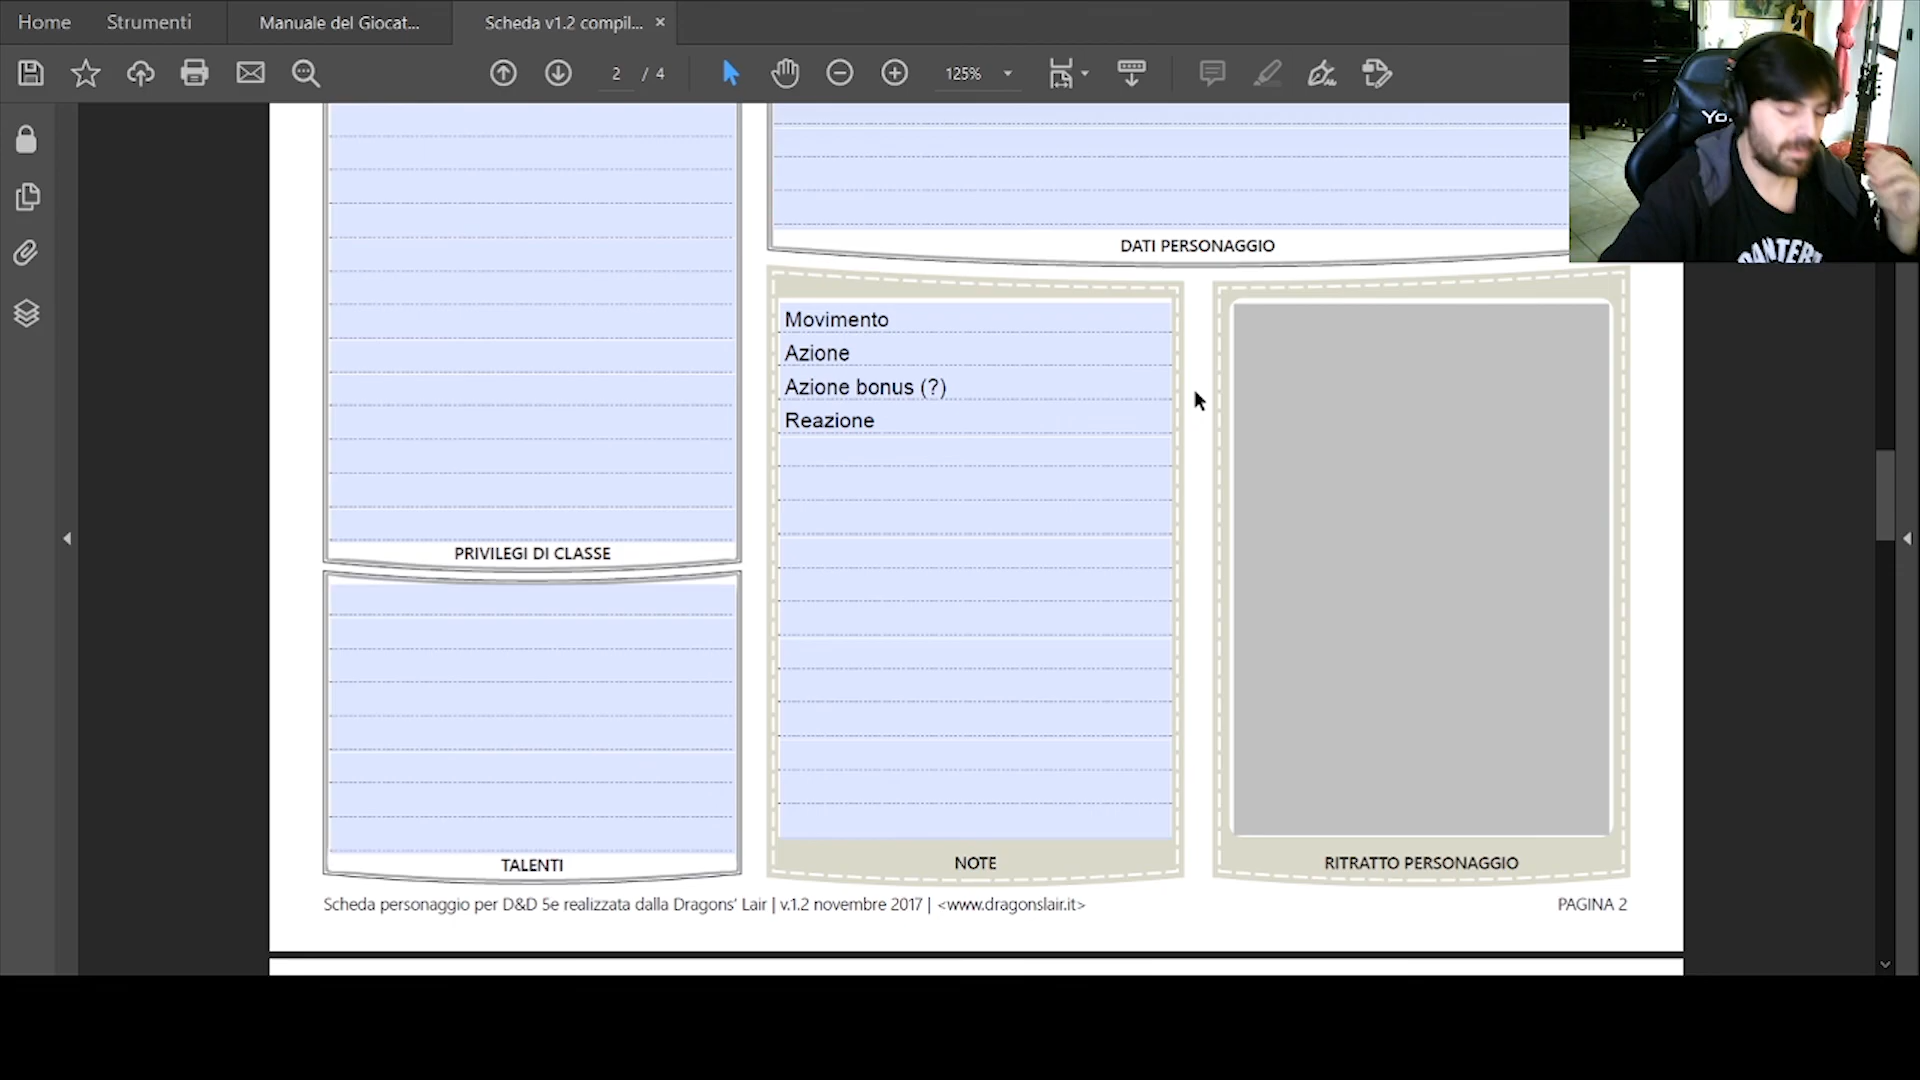 Home
Strumenti
Manuale del Giocat...
Scheda v1.2 compil...
2 / 4
125%
DATI PERSONAGGIO
Movimento
Azione
Azione bonus (?)
Reazione
PRIVILEGI DI CLASSE
TALENTI
NOTE
RITRATTO PERSONAGGIO
Scheda personaggio per D&D 5e realizzata dalla Dragons' Lair | v.1.2 novembre 2017 | <www.dragonslair.it>
PAGINA 2